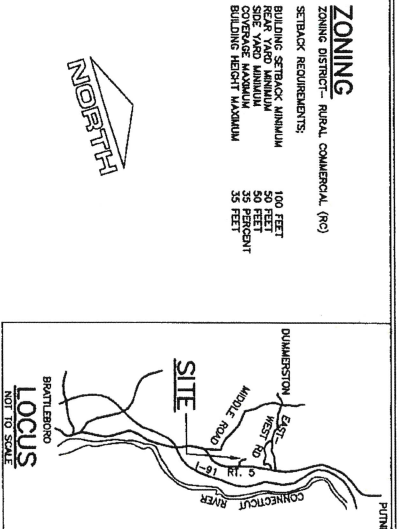 ZONING
ZONING DISTRICT- RURAL COMMERCIAL (RC)
SETBACK REQUIREMENTS;
BUILDING SETBACK MINIMUM 100 FEET
REAR YARD MINIMUM 50 FEET
SIDE YARD MINIMUM 50 FEET
COVERAGE MAXIMUM 35 PERCENT
BUILDING HEIGHT MAXIMUM 35 FEET
NORTH
PUTN
DUMMERSTON
EAST-
WEST RD
MIDDLE ROAD
SITE
I-91 RT. 5
CONNECTICUT
RIVER
BRATTLEBORO
LOCUS
NOT TO SCALE